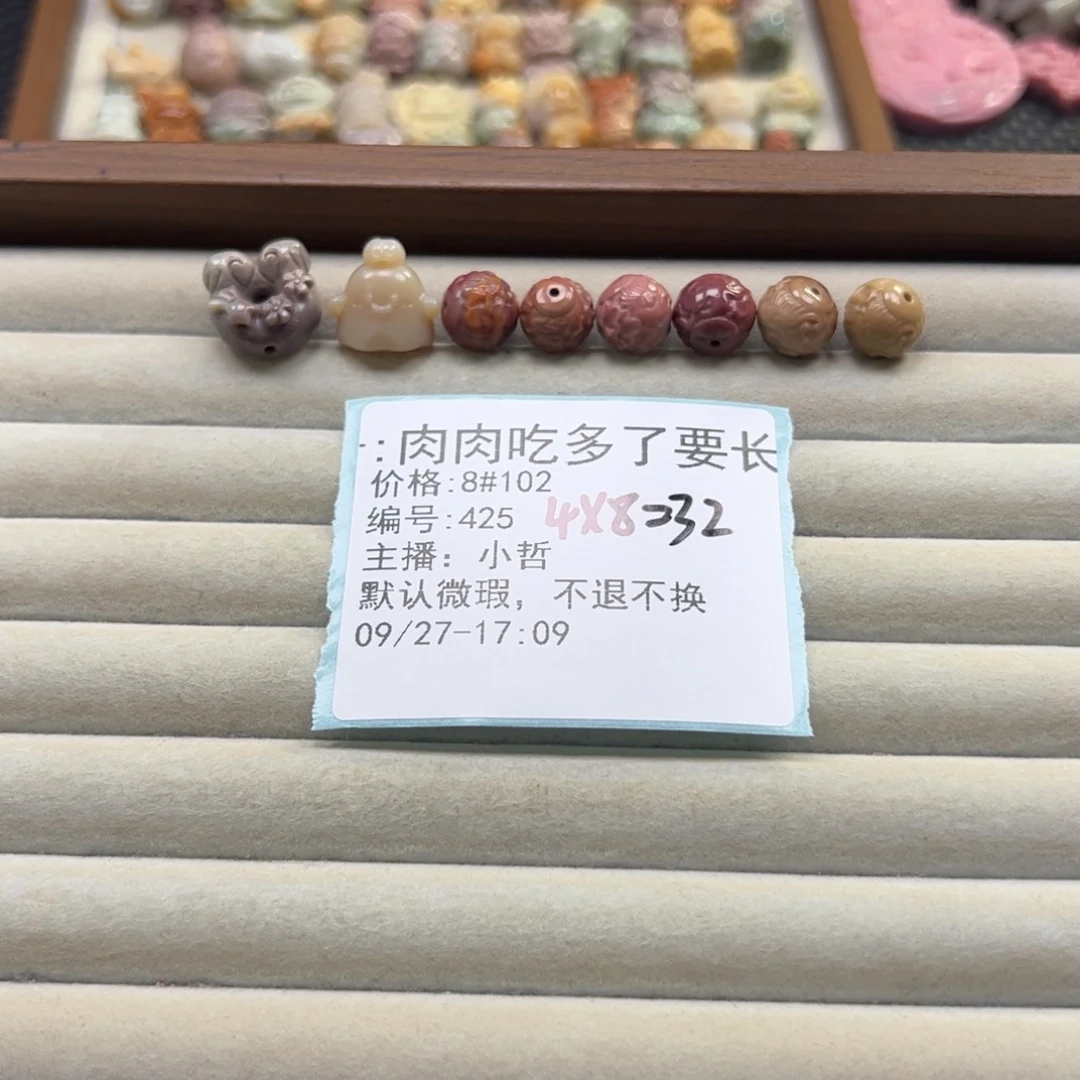 -:肉肉吃多了要长
价格:8#102
编号:425 4X8=32
主播：小哲
默认微瑕，不退不换
09/27-17:09